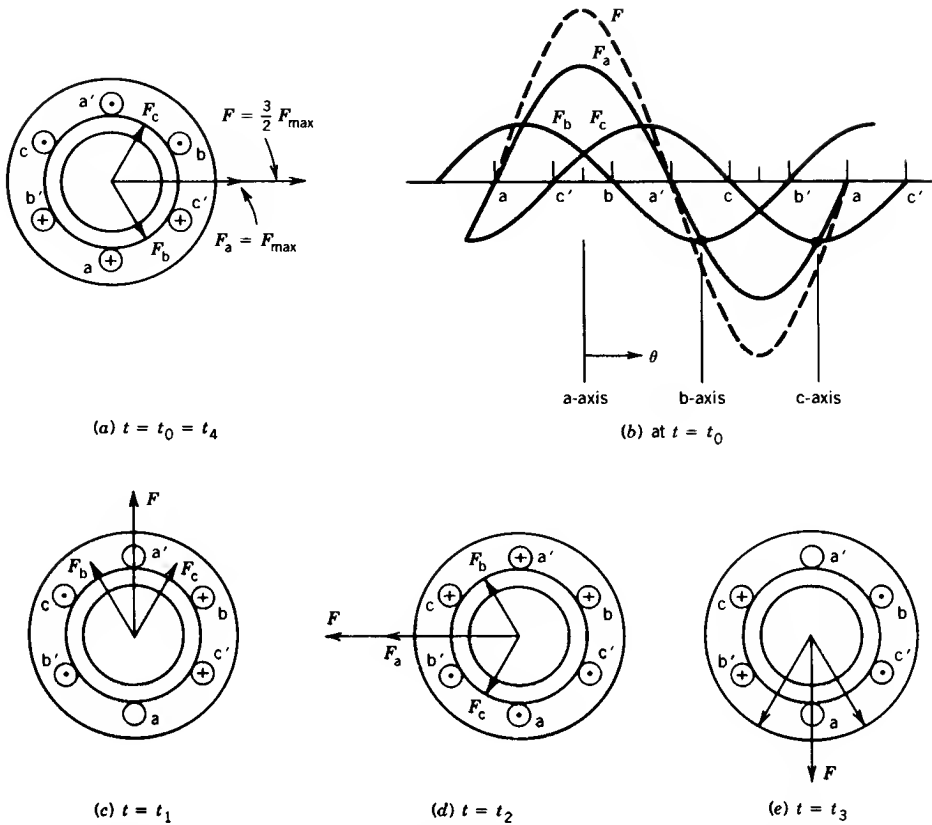 F
F_a
a′
F_c
F = 3/2 F_max
c
b
F_b
F_c
b′
c′
a
F_b
F_a = F_max
a
c′
b
a′
c
b′
a
c′
θ
a-axis
b-axis
c-axis
(a) t = t_0 = t_4
(b) at t = t_0
F
a′
F_b
F_c
c
b
b′
c′
a
(c) t = t_1
a′
F_b
c
b
F
F_a
b′
c′
F_c
a
(d) t = t_2
a′
c
b
b′
c′
a
F
(e) t = t_3